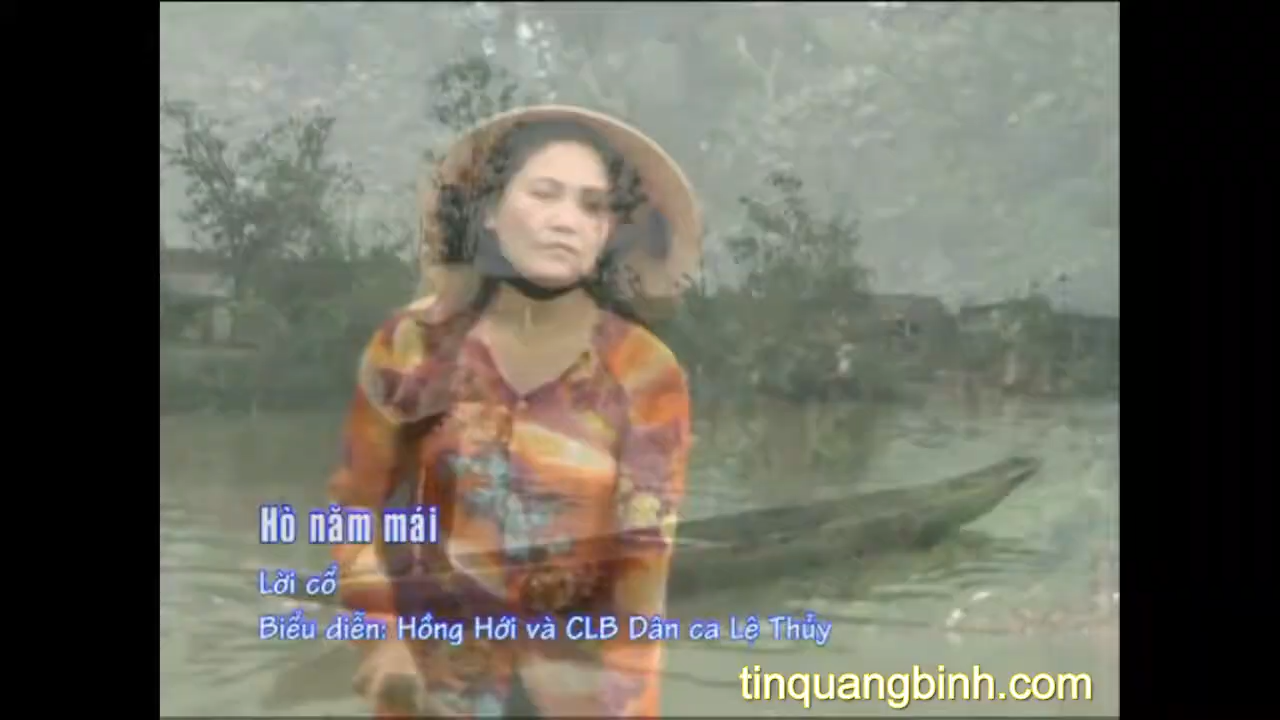 Hò năm mái
Lời cổ
Biểu diễn: Hồng Hới và CLB Dân ca Lệ Thủy
tinquangbinh.com